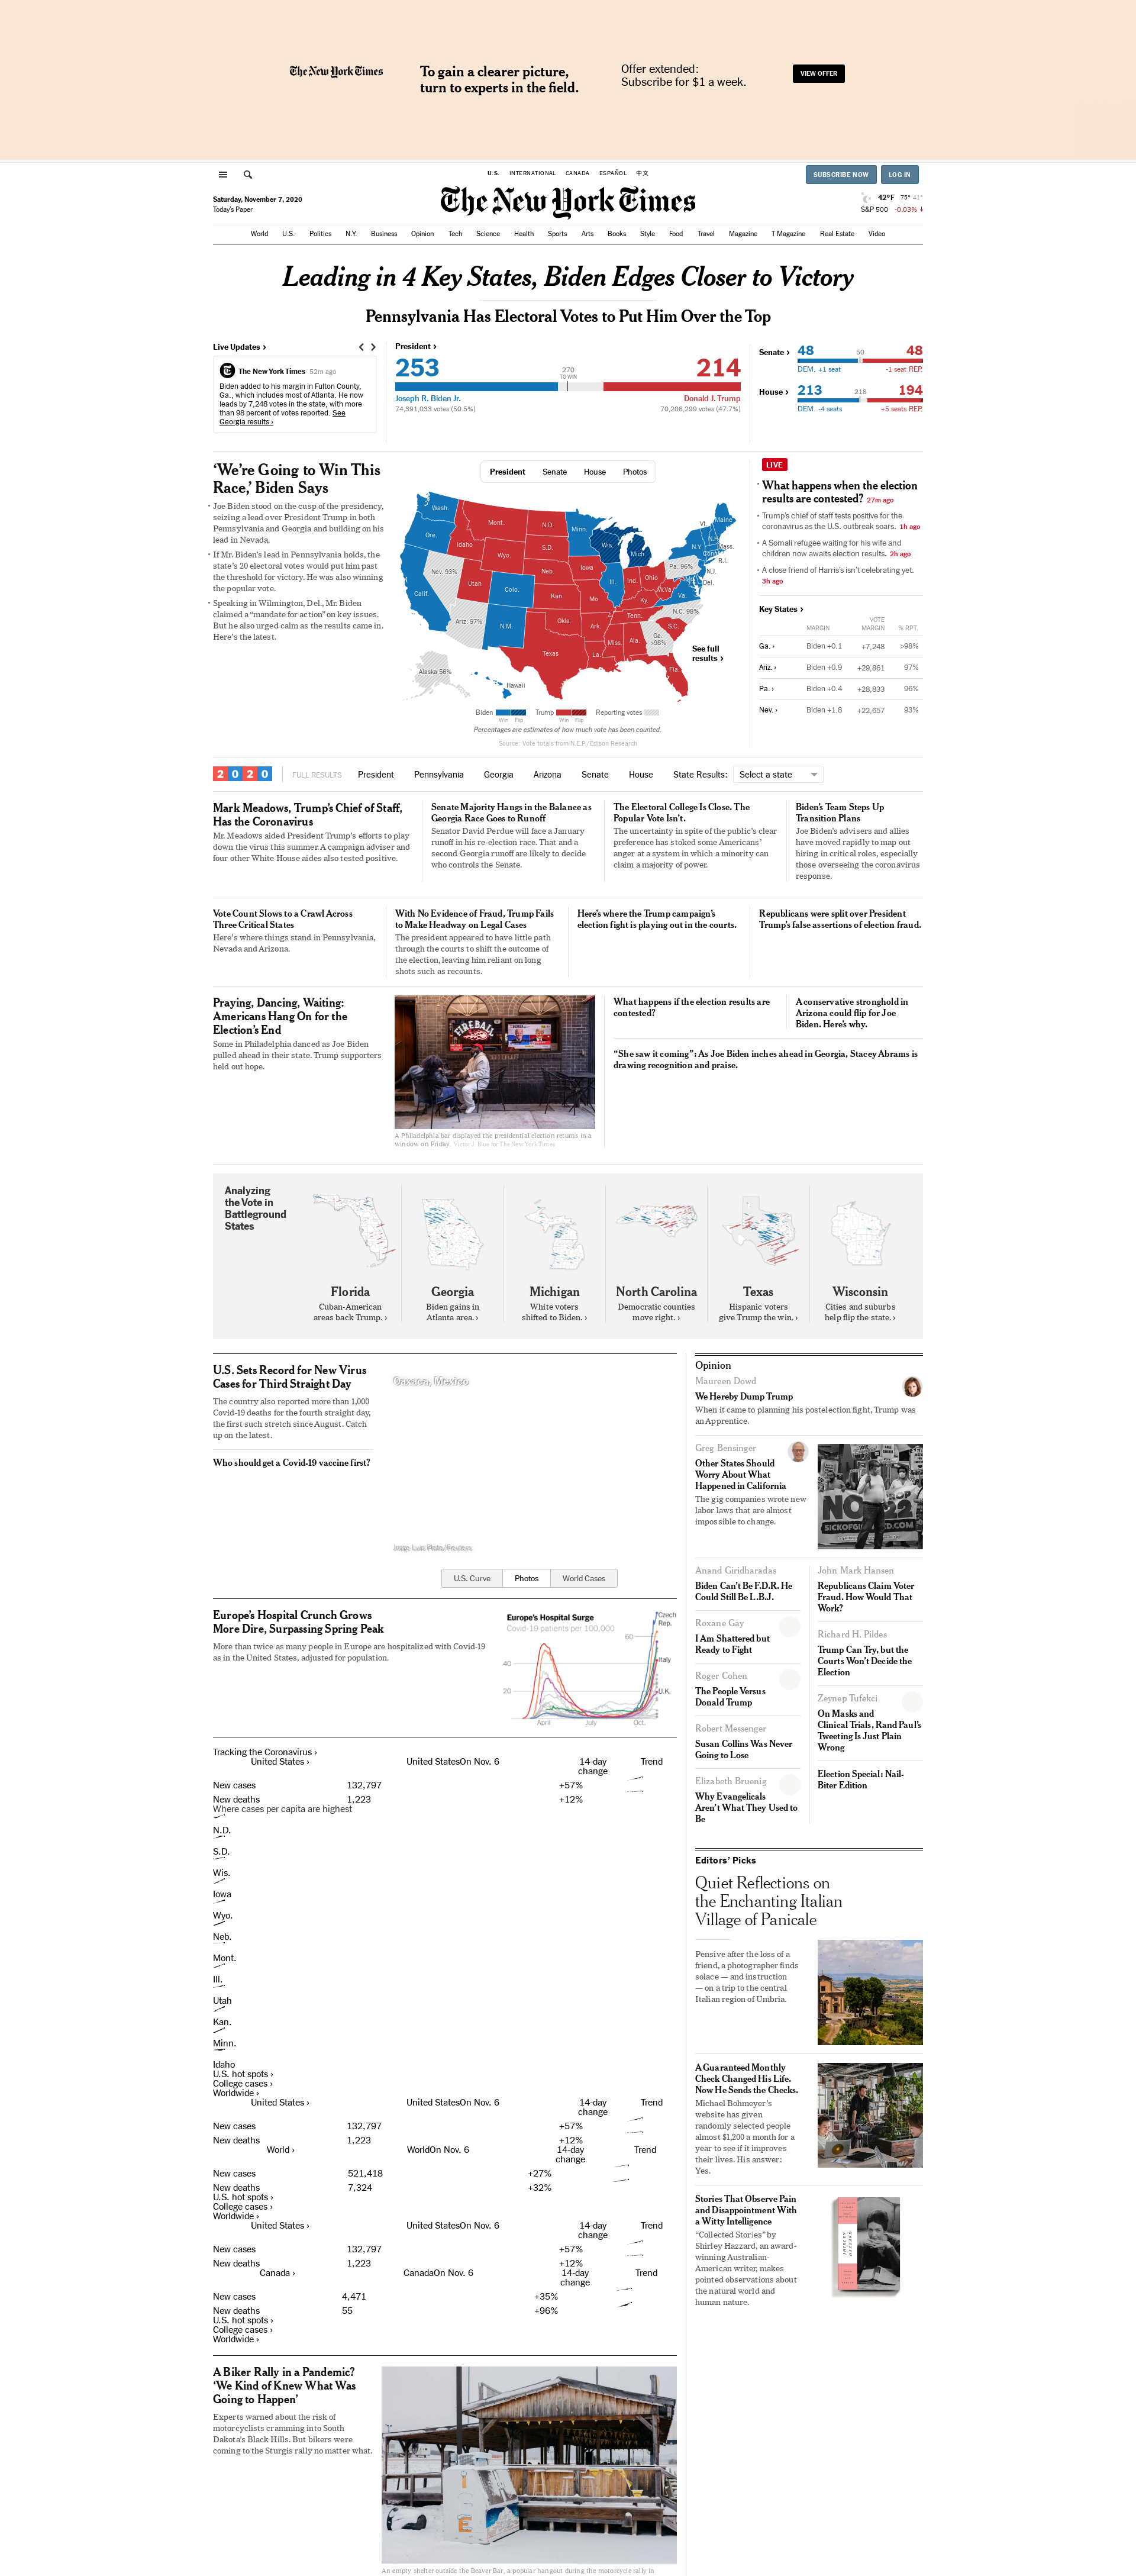 The New York Times
To gain a clearer picture,
turn to experts in the field.
Offer extended:
Subscribe for $1 a week.
VIEW OFFER
U.S. INTERNATIONAL CANADA ESPAÑOL 中文
SUBSCRIBE NOW LOG IN
Saturday, November 7, 2020
Today's Paper
The New York Times
42°F 75° 41°
S&P 500 -0.03% ↓
World U.S. Politics N.Y. Business Opinion Tech Science Health Sports Arts Books Style Food Travel Magazine T Magazine Real Estate Video
Leading in 4 Key States, Biden Edges Closer to Victory
Pennsylvania Has Electoral Votes to Put Him Over the Top
Live Updates ›
The New York Times 52m ago
Biden added to his margin in Fulton County,
Ga., which includes most of Atlanta. He now
leads by 7,248 votes in the state, with more
than 98 percent of votes reported. See
Georgia results ›
President ›
253
270
TO WIN
214
Joseph R. Biden Jr.
Donald J. Trump
74,391,033 votes (50.5%)
70,206,299 votes (47.7%)
Senate › 48 50 48
DEM. +1 seat -1 seat REP.
House › 213 218 194
DEM. -4 seats +5 seats REP.
‘We’re Going to Win This
Race,’ Biden Says
Joe Biden stood on the cusp of the presidency,
seizing a lead over President Trump in both
Pennsylvania and Georgia and building on his
lead in Nevada.
If Mr. Biden’s lead in Pennsylvania holds, the
state’s 20 electoral votes would put him past
the threshold for victory. He was also winning
the popular vote.
Speaking in Wilmington, Del., Mr. Biden
claimed a “mandate for action” on key issues.
But he also urged calm as the results came in.
Here’s the latest.
President Senate House Photos
Wash.
Mont.
N.D.
Minn.
Vt.
Maine
Ore.
Idaho
S.D.
Wis.
Mich.
N.Y.
N.H.
Mass.
Conn.
R.I.
Wyo.
Nev. 93%
Neb.
Iowa
Pa. 96%
N.J.
Utah
Colo.
Ill.
Ind.
Ohio
Del.
Calif.
Kan.
Mo.
Ky.
W.Va.
Va.
Ariz. 97%
N.M.
Okla.
Ark.
Tenn.
N.C. 98%
S.C.
Miss.
Ala.
Ga.
>98%
Texas
La.
Fla.
Alaska 56%
Hawaii
See full
results ›
Biden Trump Reporting votes
Win Flip Win Flip
Percentages are estimates of how much vote has been counted.
Source: Vote totals from N.E.P./Edison Research
LIVE
What happens when the election
results are contested? 27m ago
Trump’s chief of staff tests positive for the
coronavirus as the U.S. outbreak soars. 1h ago
A Somali refugee waiting for his wife and
children now awaits election results. 2h ago
A close friend of Harris’s isn’t celebrating yet.
3h ago
Key States ›
MARGIN VOTE MARGIN % RPT.
Ga. › Biden +0.1 +7,248 >98%
Ariz. › Biden +0.9 +29,861 97%
Pa. › Biden +0.4 +28,833 96%
Nev. › Biden +1.8 +22,657 93%
2020 FULL RESULTS President Pennsylvania Georgia Arizona Senate House State Results: Select a state
Mark Meadows, Trump’s Chief of Staff,
Has the Coronavirus
Mr. Meadows aided President Trump’s efforts to play
down the virus this summer. A campaign adviser and
four other White House aides also tested positive.
Senate Majority Hangs in the Balance as
Georgia Race Goes to Runoff
Senator David Perdue will face a January
runoff in his re-election race. That and a
second Georgia runoff are likely to decide
who controls the Senate.
The Electoral College Is Close. The
Popular Vote Isn’t.
The uncertainty in spite of the public’s clear
preference has stoked some Americans’
anger at a system in which a minority can
claim a majority of power.
Biden’s Team Steps Up
Transition Plans
Joe Biden’s advisers and allies
have moved rapidly to map out
hiring in critical roles, especially
those overseeing the coronavirus
response.
Vote Count Slows to a Crawl Across
Three Critical States
Here’s where things stand in Pennsylvania,
Nevada and Arizona.
With No Evidence of Fraud, Trump Fails
to Make Headway on Legal Cases
The president appeared to have little path
through the courts to shift the outcome of
the election, leaving him reliant on long
shots such as recounts.
Here’s where the Trump campaign’s
election fight is playing out in the courts.
Republicans were split over President
Trump’s false assertions of election fraud.
Praying, Dancing, Waiting:
Americans Hang On for the
Election’s End
Some in Philadelphia danced as Joe Biden
pulled ahead in their state. Trump supporters
held out hope.
FIREBALL
A Philadelphia bar displayed the presidential election returns in a
window on Friday. Victor J. Blue for The New York Times
What happens if the election results are
contested?
A conservative stronghold in
Arizona could flip for Joe
Biden. Here’s why.
“She saw it coming”: As Joe Biden inches ahead in Georgia, Stacey Abrams is
drawing recognition and praise.
Analyzing
the Vote in
Battleground
States
Florida
Cuban-American
areas back Trump. ›
Georgia
Biden gains in
Atlanta area. ›
Michigan
White voters
shifted to Biden. ›
North Carolina
Democratic counties
move right. ›
Texas
Hispanic voters
give Trump the win. ›
Wisconsin
Cities and suburbs
help flip the state. ›
U.S. Sets Record for New Virus
Cases for Third Straight Day
The country also reported more than 1,000
Covid-19 deaths for the fourth straight day,
the first such stretch since August. Catch
up on the latest.
Who should get a Covid-19 vaccine first?
Oaxaca, Mexico
Jorge Luis Plata/Reuters
U.S. Curve Photos World Cases
Europe’s Hospital Crunch Grows
More Dire, Surpassing Spring Peak
More than twice as many people in Europe are hospitalized with Covid-19
as in the United States, adjusted for population.
Europe’s Hospital Surge
Covid-19 patients per 100,000
Czech
Rep.
60
Italy
40
20
U.K.
April July Oct.
Tracking the Coronavirus ›
United States › United StatesOn Nov. 6 14-day change Trend
New cases 132,797 +57%
New deaths 1,223 +12%
Where cases per capita are highest
N.D.
S.D.
Wis.
Iowa
Wyo.
Neb.
Mont.
Ill.
Utah
Kan.
Minn.
Idaho
U.S. hot spots ›
College cases ›
Worldwide ›
United States › United StatesOn Nov. 6 14-day change Trend
New cases 132,797 +57%
New deaths 1,223 +12%
World › WorldOn Nov. 6 14-day change Trend
New cases 521,418 +27%
New deaths 7,324 +32%
U.S. hot spots ›
College cases ›
Worldwide ›
United States › United StatesOn Nov. 6 14-day change Trend
New cases 132,797 +57%
New deaths 1,223 +12%
Canada › CanadaOn Nov. 6 14-day change Trend
New cases 4,471 +35%
New deaths 55 +96%
U.S. hot spots ›
College cases ›
Worldwide ›
A Biker Rally in a Pandemic?
‘We Kind of Knew What Was
Going to Happen’
Experts warned about the risk of
motorcyclists cramming into South
Dakota’s Black Hills. But bikers were
coming to the Sturgis rally no matter what.
An empty shelter outside the Beaver Bar, a popular hangout during the motorcycle rally in
Opinion
Maureen Dowd
We Hereby Dump Trump
When it came to planning his postelection fight, Trump was
an Apprentice.
Greg Bensinger
Other States Should
Worry About What
Happened in California
The gig companies wrote new
labor laws that are almost
impossible to change.
NO 22
Anand Giridharadas
Biden Can’t Be F.D.R. He
Could Still Be L.B.J.
Roxane Gay
I Am Shattered but
Ready to Fight
Roger Cohen
The People Versus
Donald Trump
Robert Messenger
Susan Collins Was Never
Going to Lose
Elizabeth Bruenig
Why Evangelicals
Aren’t What They Used to
Be
John Mark Hansen
Republicans Claim Voter
Fraud. How Would That
Work?
Richard H. Pildes
Trump Can Try, but the
Courts Won’t Decide the
Election
Zeynep Tufekci
On Masks and
Clinical Trials, Rand Paul’s
Tweeting Is Just Plain
Wrong
Election Special: Nail-
Biter Edition
Editors’ Picks
Quiet Reflections on
the Enchanting Italian
Village of Panicale
Pensive after the loss of a
friend, a photographer finds
solace — and instruction
— on a trip to the central
Italian region of Umbria.
A Guaranteed Monthly
Check Changed His Life.
Now He Sends the Checks.
Michael Bohmeyer’s
website has given
randomly selected people
almost $1,200 a month for a
year to see if it improves
their lives. His answer:
Yes.
Stories That Observe Pain
and Disappointment With
a Witty Intelligence
“Collected Stories” by
Shirley Hazzard, an award-
winning Australian-
American writer, makes
pointed observations about
the natural world and
human nature.
SHIRLEY HAZZARD